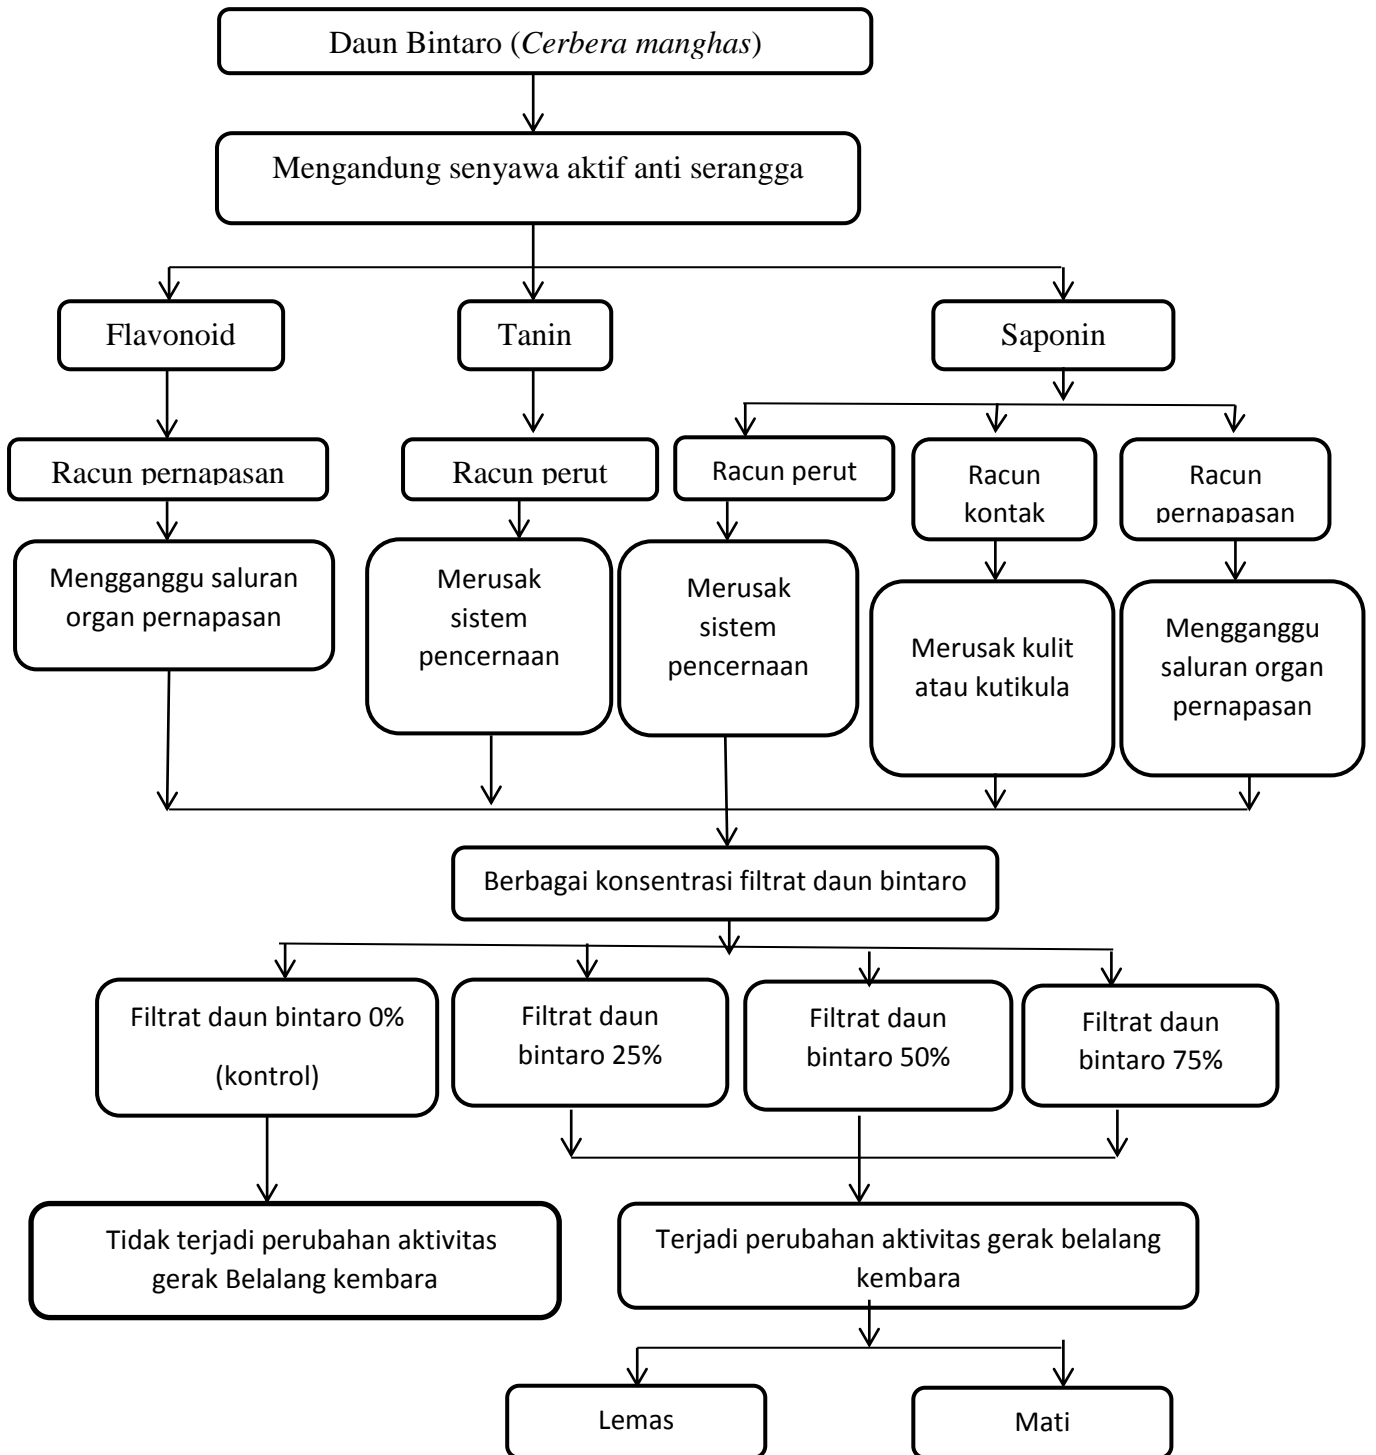 Daun Bintaro (Cerbera manghas)
Mengandung senyawa aktif anti serangga
Flavonoid
Tanin
Saponin
Racun pernapasan
Racun perut
Racun perut
Racun
kontak
Racun
pernapasan
Mengganggu saluran
organ pernapasan
Merusak
sistem
pencernaan
Merusak
sistem
pencernaan
Merusak kulit
atau kutikula
Mengganggu
saluran organ
pernapasan
Berbagai konsentrasi filtrat daun bintaro
Filtrat daun bintaro 0%
(kontrol)
Filtrat daun
bintaro 25%
Filtrat daun
bintaro 50%
Filtrat daun
bintaro 75%
Tidak terjadi perubahan aktivitas
gerak Belalang kembara
Terjadi perubahan aktivitas gerak belalang
kembara
Lemas
Mati